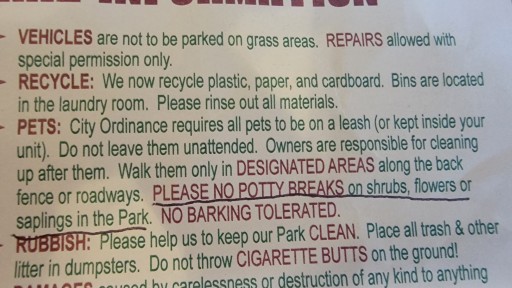 INFORMATION
- VEHICLES are not to be parked on grass areas. REPAIRS allowed with
special permission only.
- RECYCLE: We now recycle plastic, paper, and cardboard. Bins are located
in the laundry room. Please rinse out all materials.
- PETS: City Ordinance requires all pets to be on a leash (or kept inside your
unit). Do not leave them unattended. Owners are responsible for cleaning
up after them. Walk them only in DESIGNATED AREAS along the back
fence or roadways. PLEASE NO POTTY BREAKS on shrubs, flowers or
saplings in the Park. NO BARKING TOLERATED.
- RUBBISH: Please help us to keep our Park CLEAN. Place all trash & other
litter in dumpsters. Do not throw CIGARETTE BUTTS on the ground!
DAMAGES caused by carelessness or destruction of any kind to anything